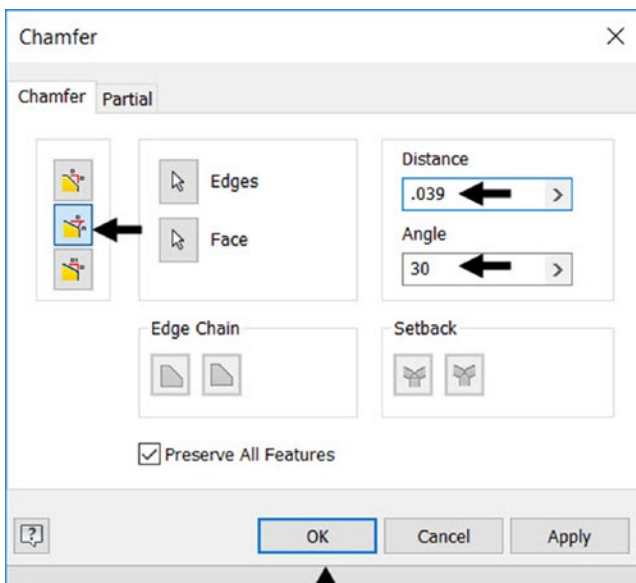 Chamfer
Chamfer Partial
Edges
Face
Distance
.039
Angle
30
Edge Chain
Setback
Preserve All Features
OK Cancel Apply